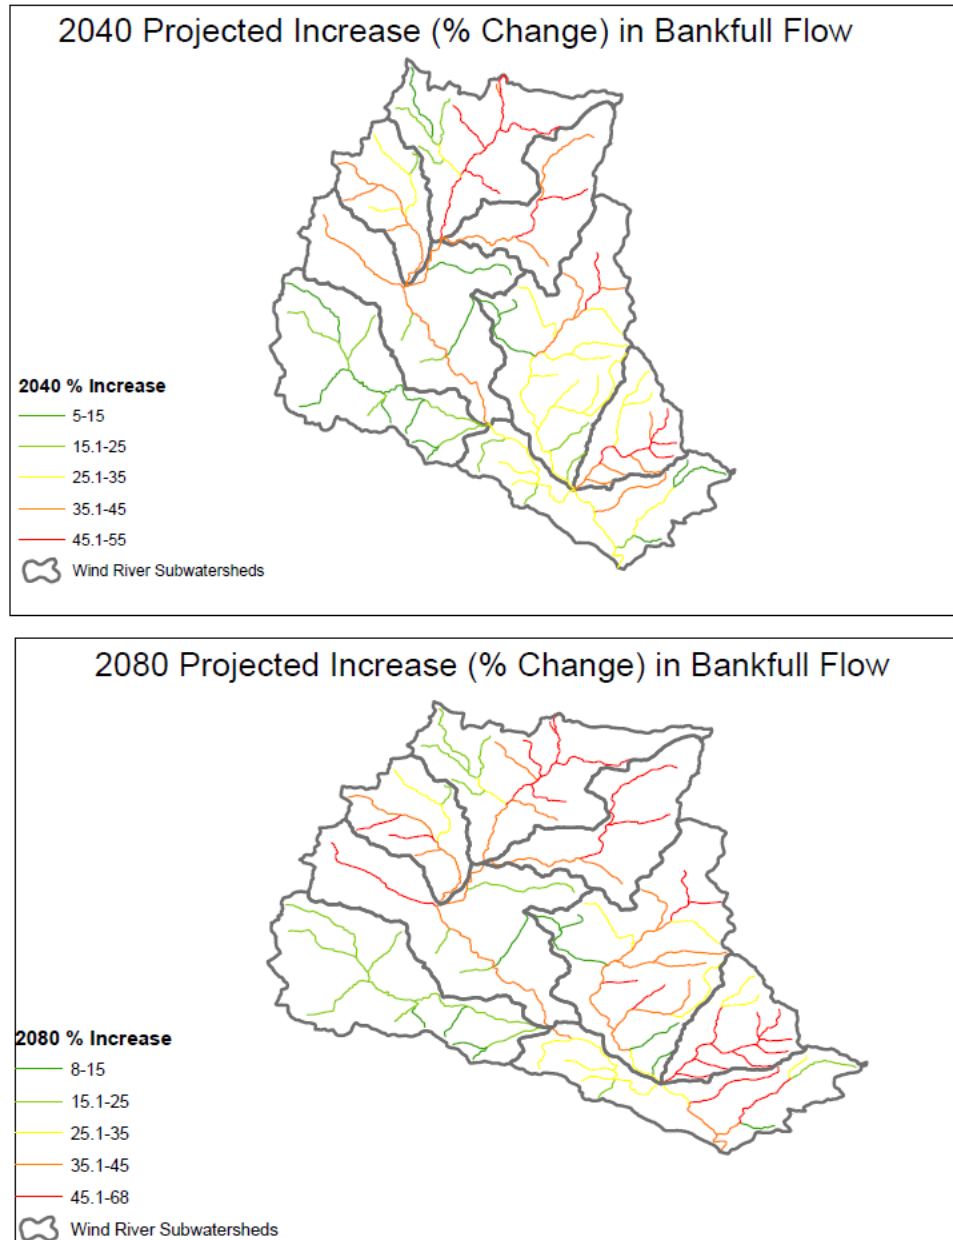 2040 Projected Increase (% Change) in Bankfull Flow
2040 % Increase
5-15
15.1-25
25.1-35
35.1-45
45.1-55
Wind River Subwatersheds
2080 Projected Increase (% Change) in Bankfull Flow
2080 % Increase
8-15
15.1-25
25.1-35
35.1-45
45.1-68
Wind River Subwatersheds